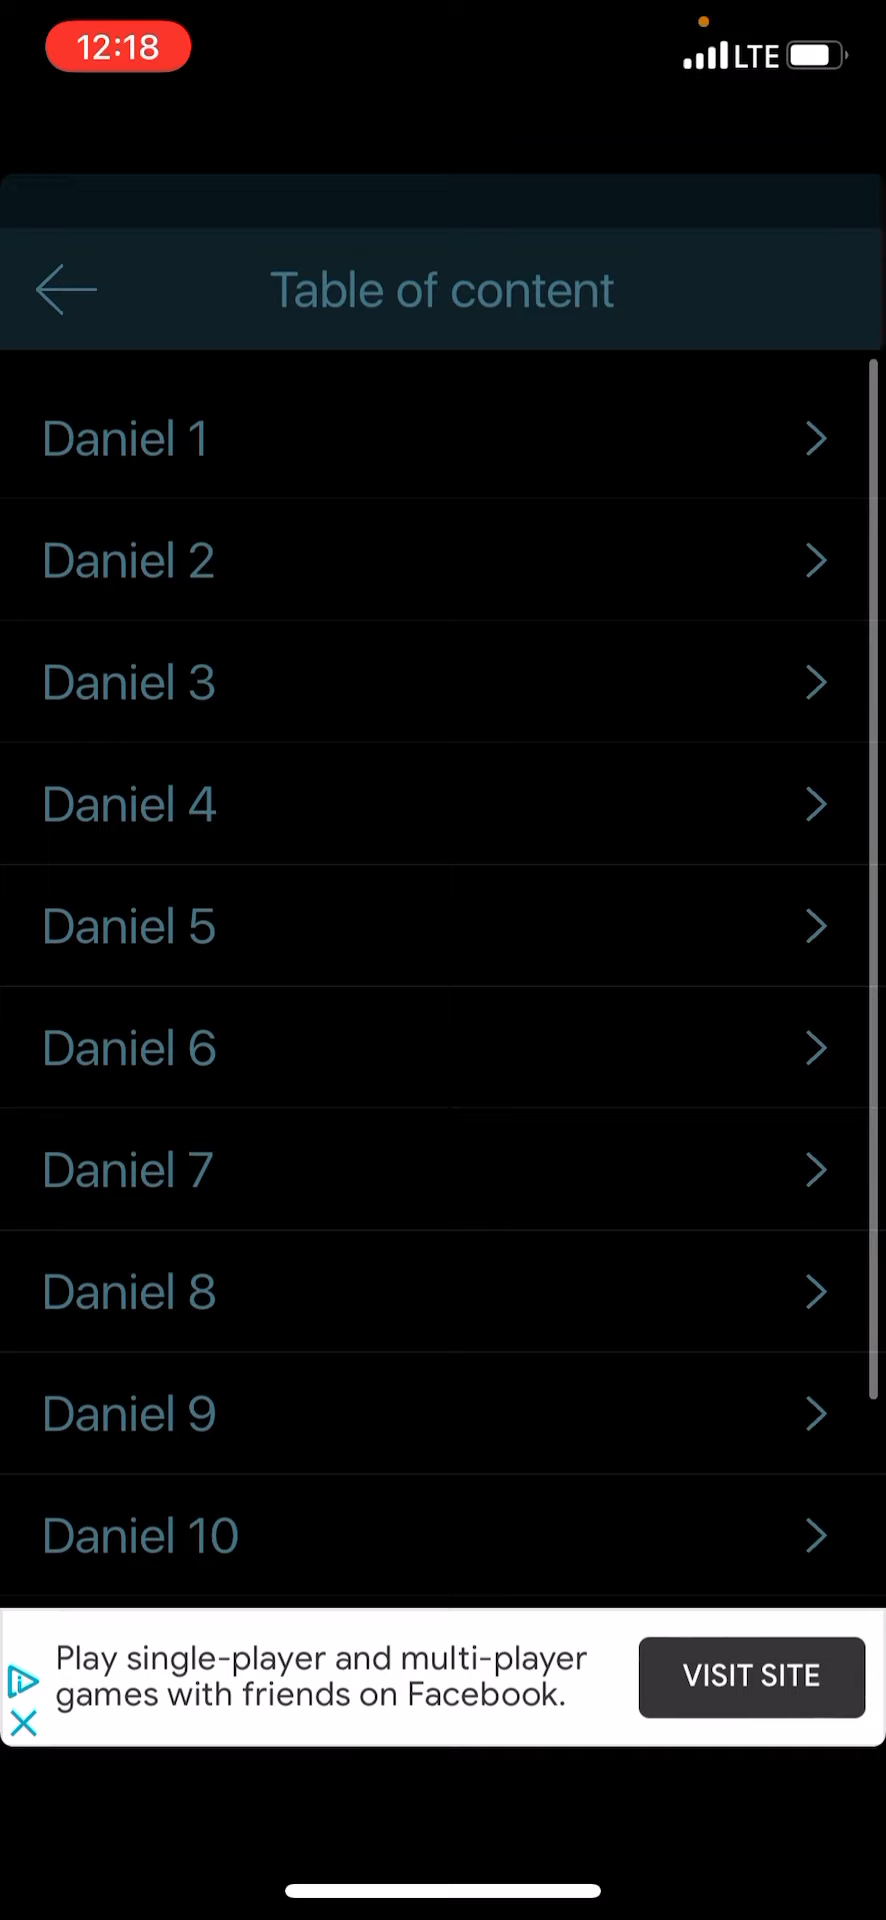 12:18
LTE
Table of content
Daniel 1
Daniel 2
Daniel 3
Daniel 4
Daniel 5
Daniel 6
Daniel 7
Daniel 8
Daniel 9
Daniel 10
Play single-player and multi-player
games with friends on Facebook.
VISIT SITE